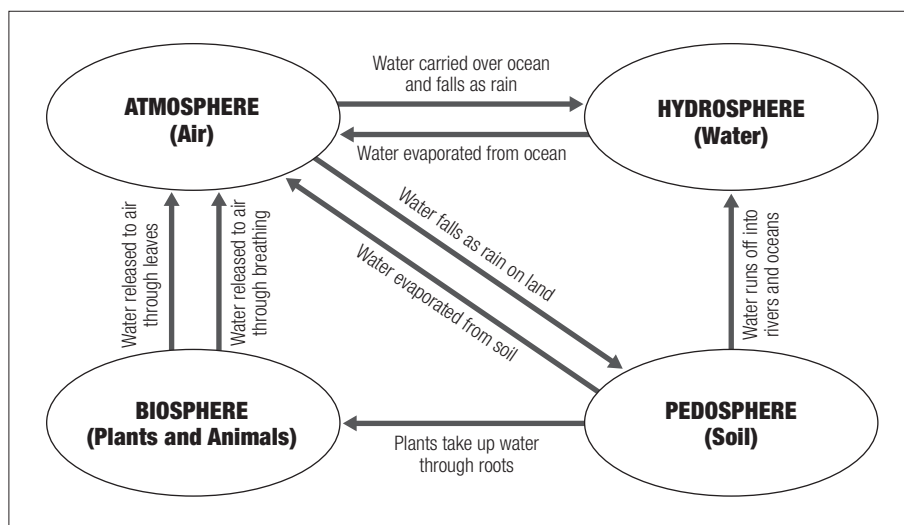 Water carried over ocean
and falls as rain
ATMOSPHERE
(Air)
HYDROSPHERE
(Water)
Water evaporated from ocean
Water falls as rain on land
Water evaporated from soil
Water released to air
through leaves
Water released to air
through breathing
Water runs off into
rivers and oceans
BIOSPHERE
(Plants and Animals)
PEDOSPHERE
(Soil)
Plants take up water
through roots